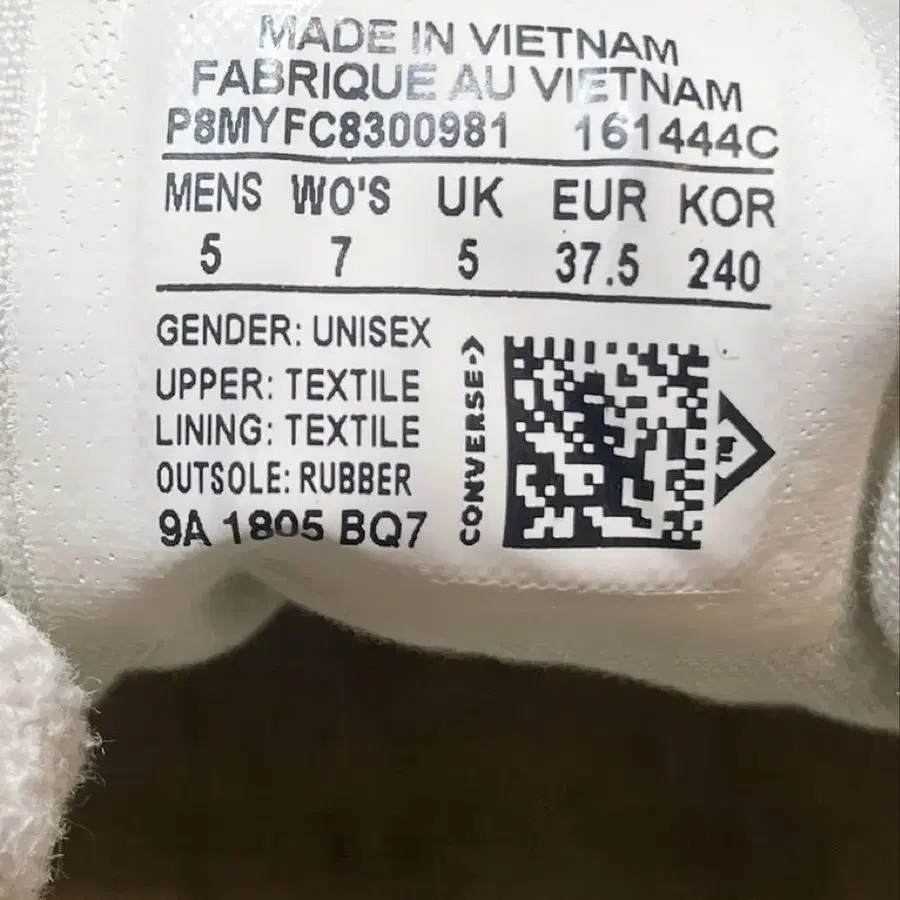 MADE IN VIETNAM
FABRIQUE AU VIETNAM
P8MYFC8300981 161444C
MENS WO'S UK EUR KOR
5 7 5 37.5 240
GENDER: UNISEX
UPPER: TEXTILE
LINING: TEXTILE
OUTSOLE: RUBBER
9A 1805 BQ7
CONVERSE->
TM